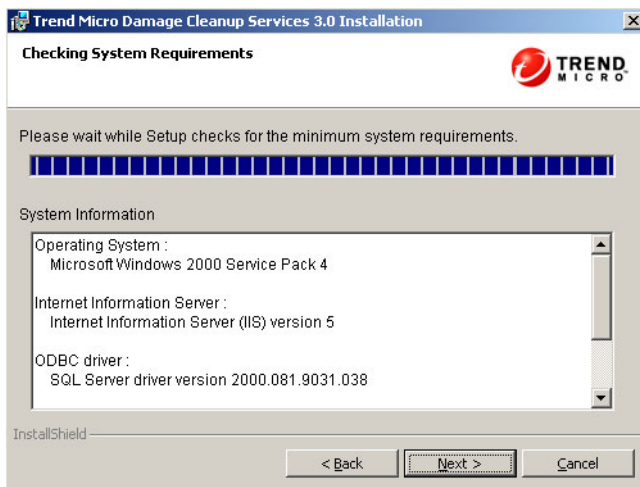 Trend Micro Damage Cleanup Services 3.0 Installation
Checking System Requirements
TREND
MICRO™
Please wait while Setup checks for the minimum system requirements.
System Information
Operating System :
Microsoft Windows 2000 Service Pack 4
Internet Information Server :
Internet Information Server (IIS) version 5
ODBC driver :
SQL Server driver version 2000.081.9031.038
InstallShield
< Back
Next >
Cancel